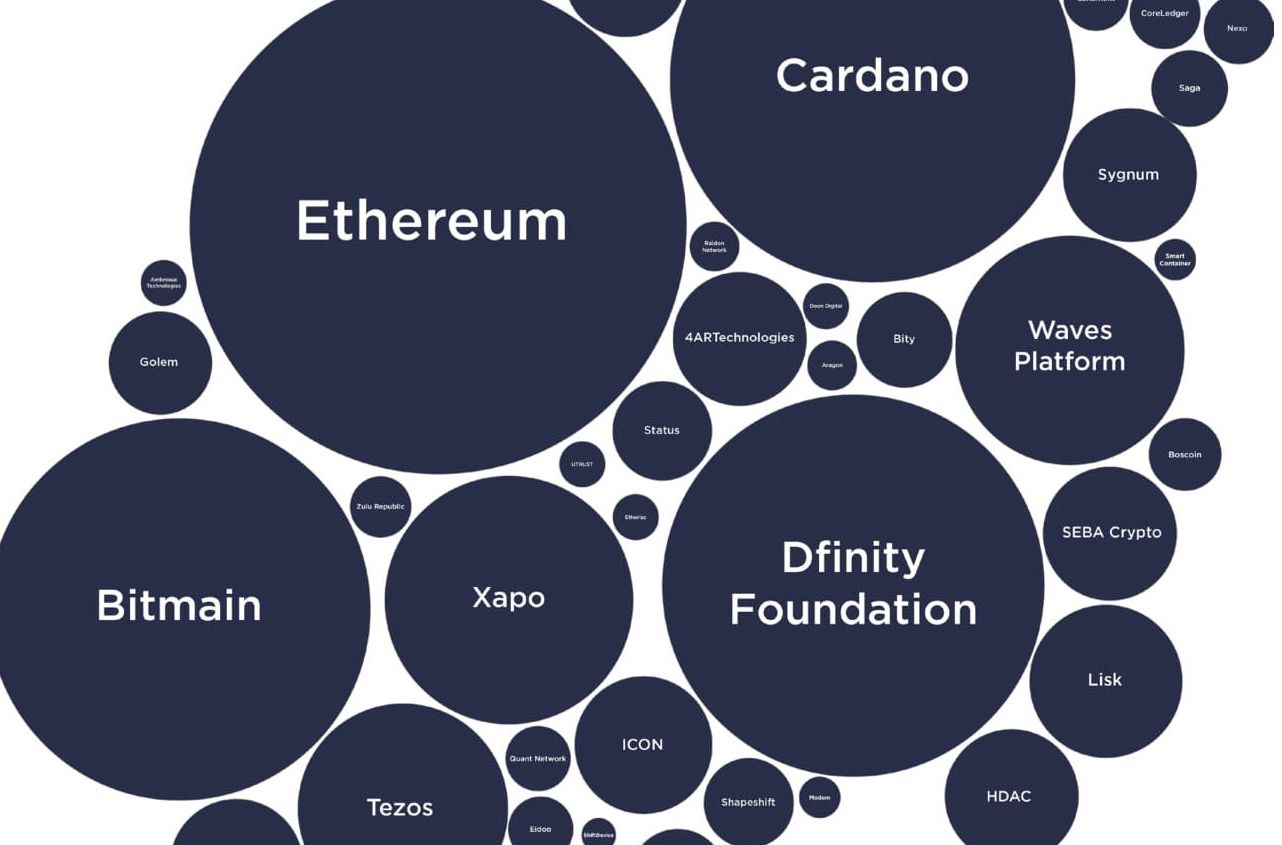 CoreLedger
Nexo
Cardano
Saga
Sygnum
Ethereum
Raiden
Network
Smart
Container
Ambrosus
Technologies
Daon Digital
4ARTechnologies
Bity
Waves
Platform
Golem
Aragon
Status
Boscoin
UTRUST
Zulu Republic
Etherisc
SEBA Crypto
Dfinity
Foundation
Bitmain
Xapo
Lisk
ICON
Quant Network
Tezos
Shapeshift
Modum
HDAC
Eidoo
ShiftDevice